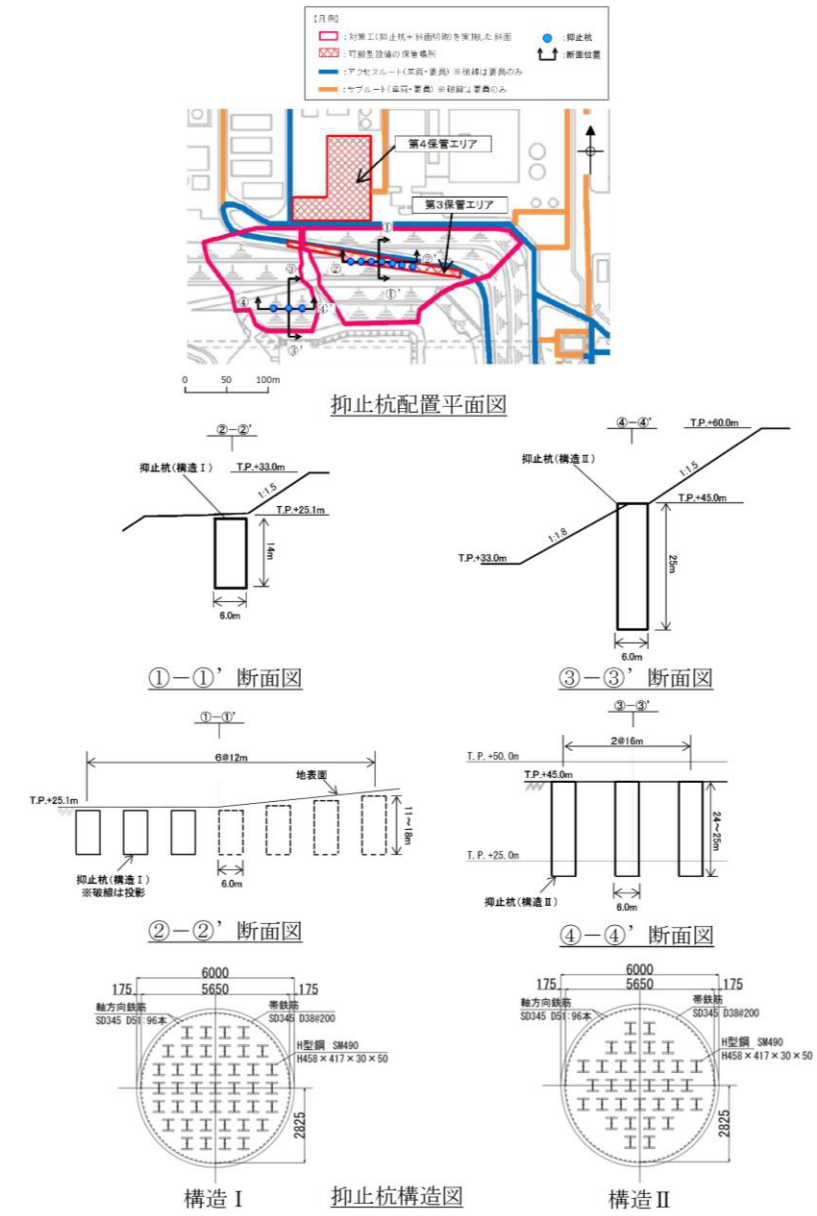 【凡例】
：対策工(抑止杭＋斜面切取)を実施した斜面
：抑止杭
：可搬型設備の保管場所
：断面位置
：アクセスルート(車両・要員) ※破線は要員のみ
：サブルート(車両・要員) ※破線は要員のみ
第4保管エリア
第3保管エリア
①
②
②’
③
①’
④
④’
③’
0 50 100m
抑止杭配置平面図
②－②’
抑止杭(構造Ⅰ)
T.P.+33.0m
1:1.5
T.P.+25.1m
14m
6.0m
①－①’断面図
④－④’
T.P.+60.0m
抑止杭(構造Ⅱ)
1:1.5
T.P.+45.0m
1:1.8
T.P.+33.0m
25m
6.0m
③－③’断面図
①－①’
6@12m
地表面
T.P.+25.1m
11～18m
6.0m
抑止杭(構造Ⅰ)
※破線は投影
②－②’断面図
③－③’
2@16m
T.P.+50.0m
T.P.+45.0m
24～25m
T.P.+25.0m
6.0m
抑止杭(構造Ⅱ)
④－④’断面図
6000
175 5650 175
軸方向鉄筋
SD345 D51:96本
帯鉄筋
SD345 D38@200
H型鋼 SM490
H458×417×30×50
2825
構造Ⅰ
6000
175 5650 175
軸方向鉄筋
SD345 D51:96本
帯鉄筋
SD345 D38@200
H型鋼 SM490
H458×417×30×50
2825
構造Ⅱ
抑止杭構造図